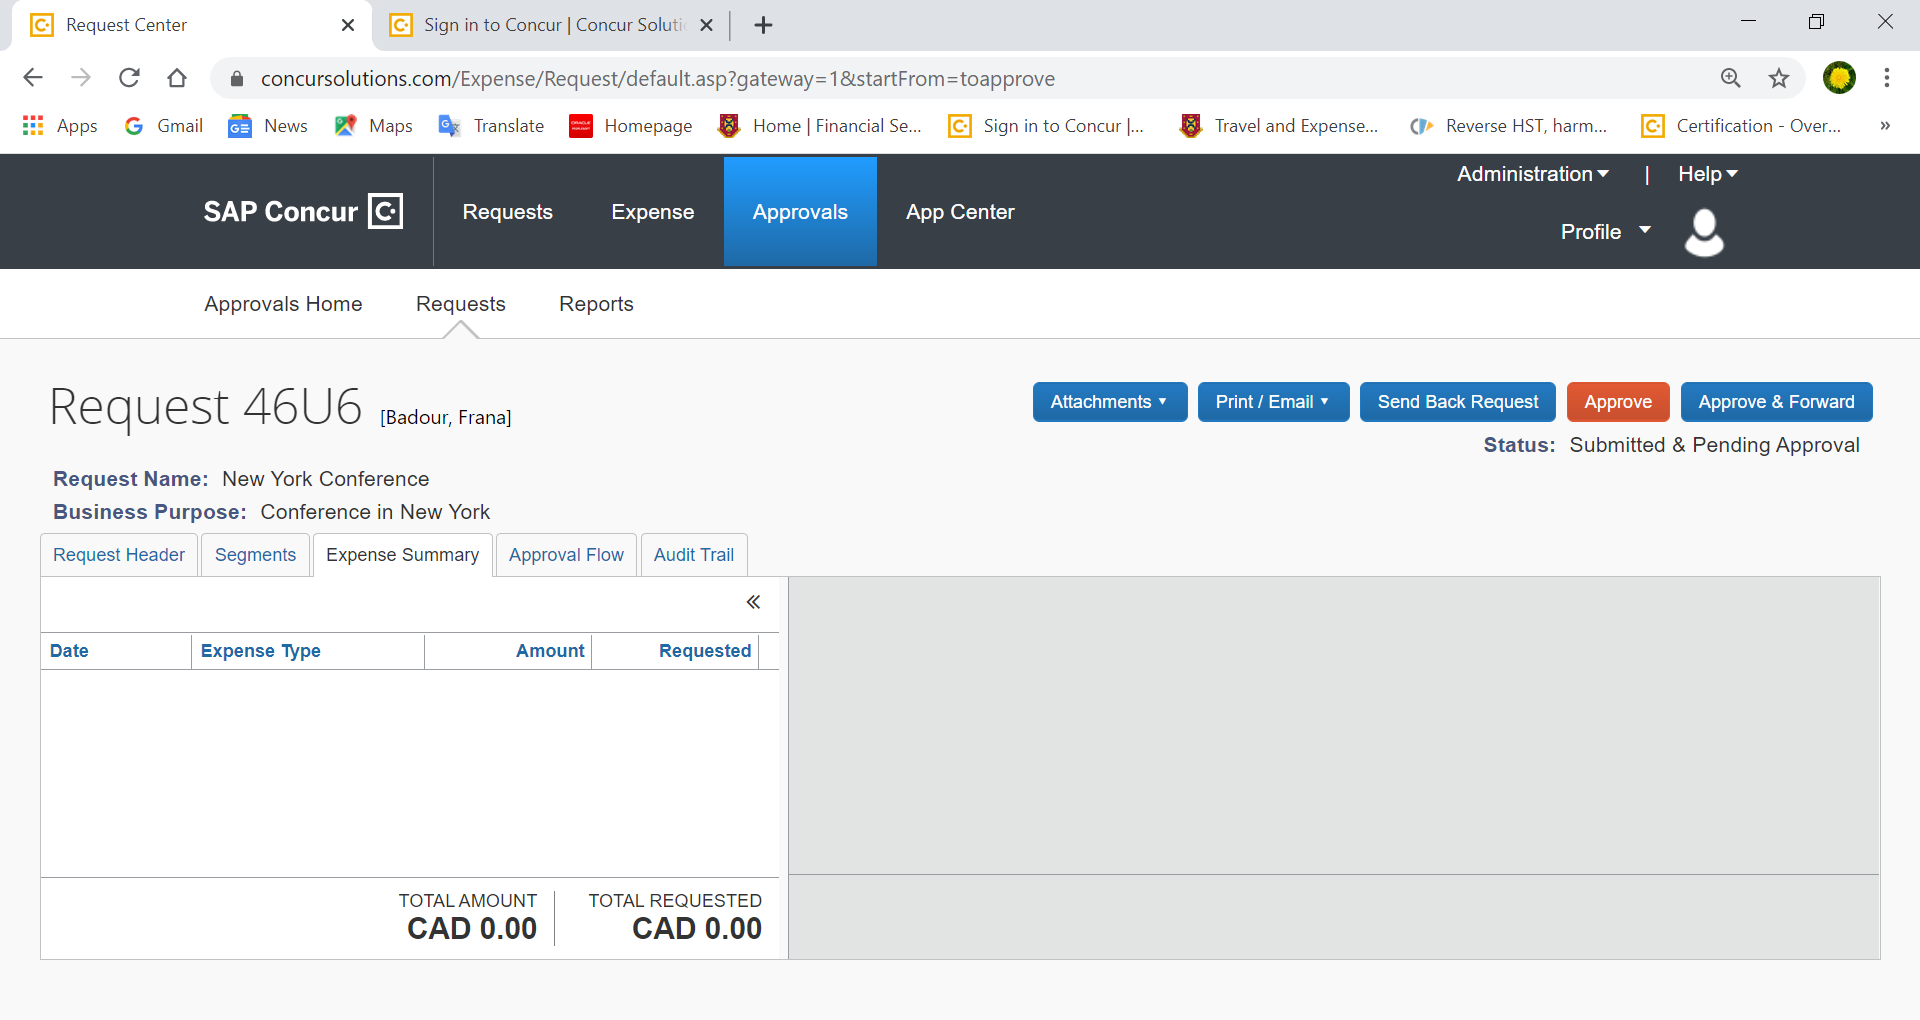 Request Center
Sign in to Concur | Concur Soluti
concursolutions.com/Expense/Request/default.asp?gateway=1&startFrom=toapprove
Apps
Gmail
News
Maps
Translate
Homepage
Home | Financial Se...
Sign in to Concur |...
Travel and Expense...
Reverse HST, harm...
Certification - Over...
»
Administration
|
Help
SAP Concur
Requests
Expense
Approvals
App Center
Profile
Approvals Home
Requests
Reports
Request 46U6 [Badour, Frana]
Attachments
Print / Email
Send Back Request
Approve
Approve & Forward
Status: Submitted & Pending Approval
Request Name: New York Conference
Business Purpose: Conference in New York
Request Header
Segments
Expense Summary
Approval Flow
Audit Trail
Date
Expense Type
Amount
Requested
TOTAL AMOUNT
CAD 0.00
TOTAL REQUESTED
CAD 0.00